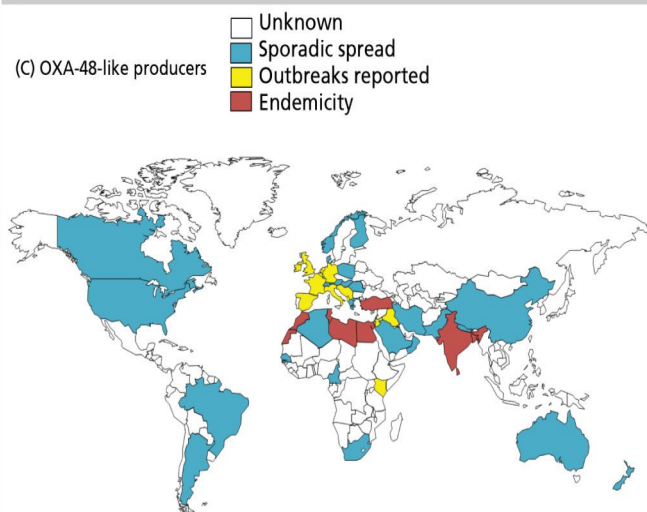 (C) OXA-48-like producers
Unknown
Sporadic spread
Outbreaks reported
Endemicity